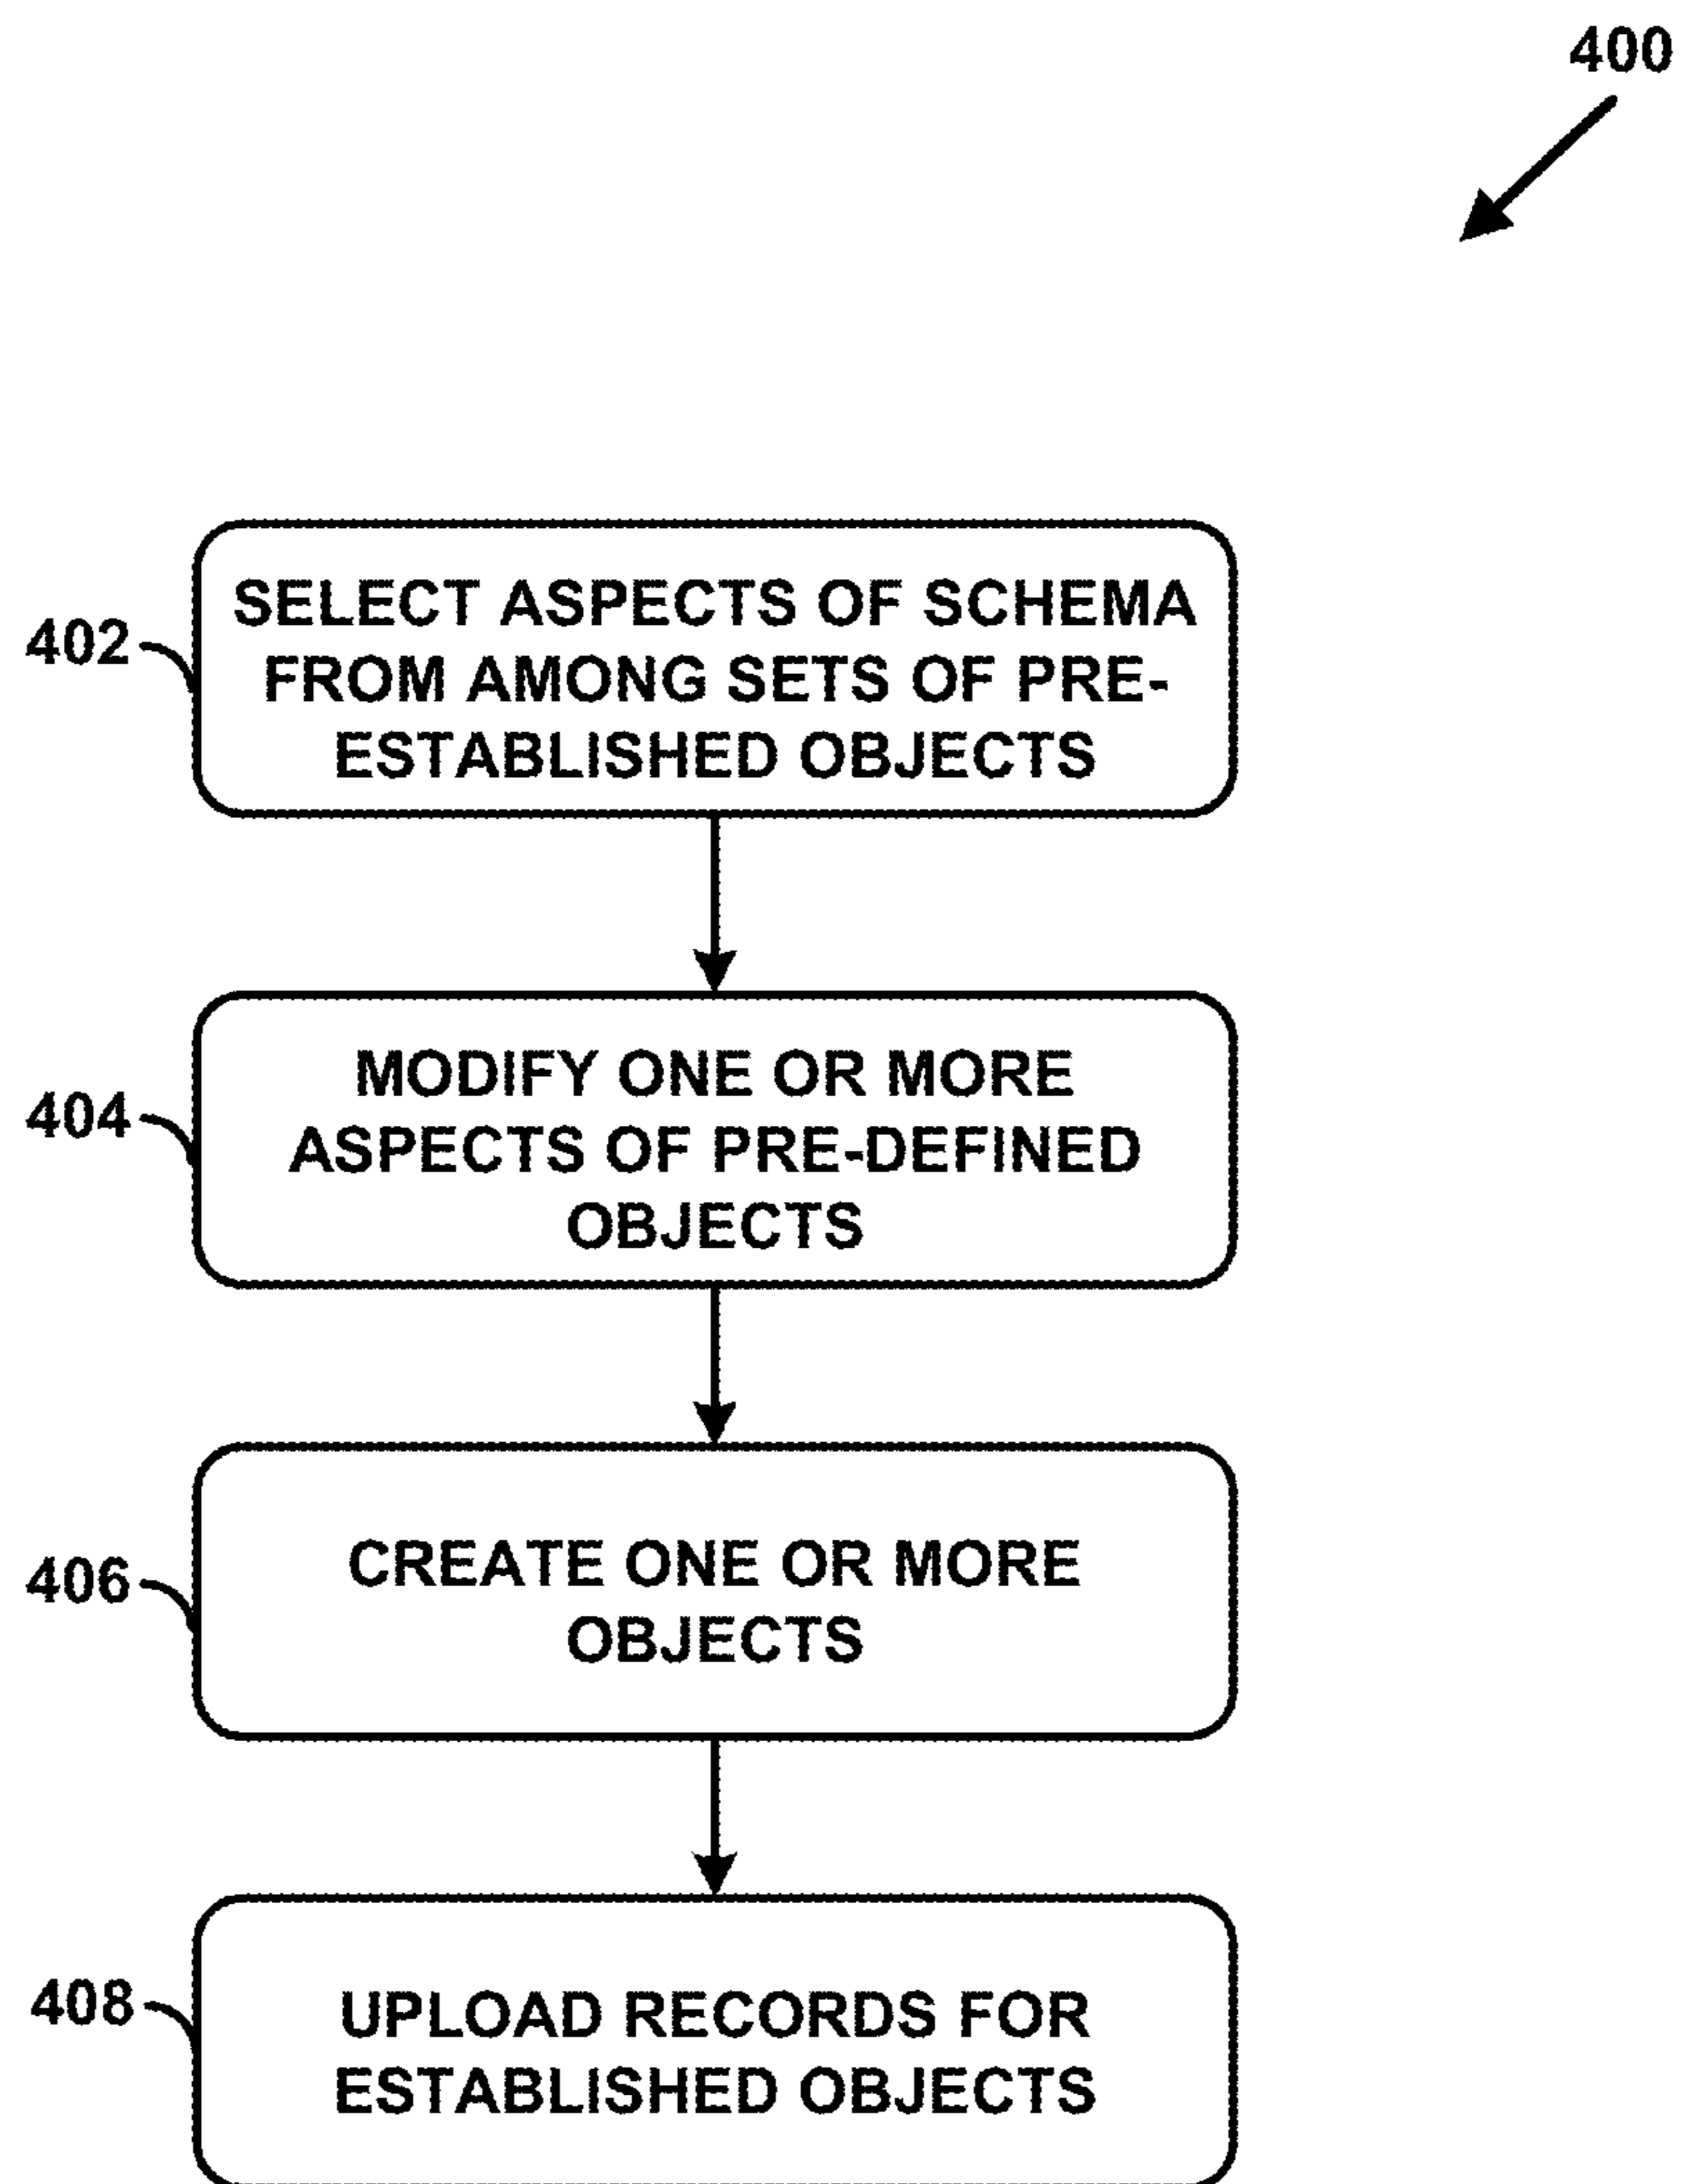 400
402
SELECT ASPECTS OF SCHEMA
FROM AMONG SETS OF PRE-
ESTABLISHED OBJECTS
404
MODIFY ONE OR MORE
ASPECTS OF PRE-DEFINED
OBJECTS
406
CREATE ONE OR MORE
OBJECTS
408
UPLOAD RECORDS FOR
ESTABLISHED OBJECTS